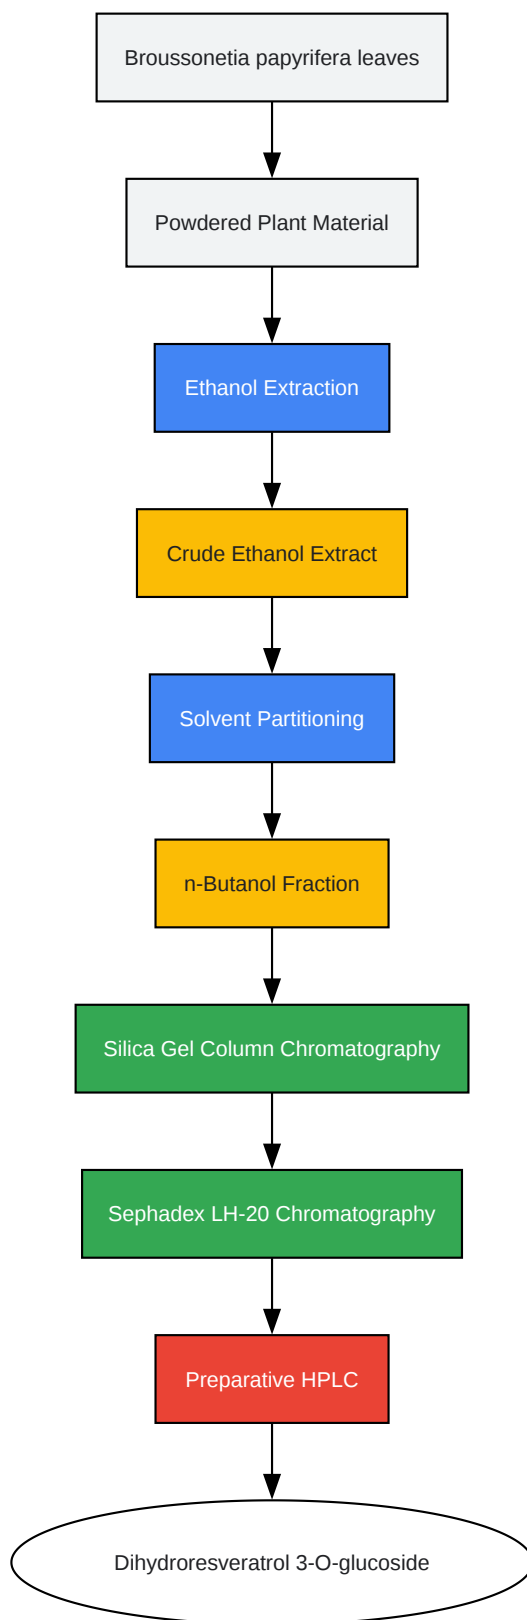 Broussonetia papyrifera leaves
Powdered Plant Material
Ethanol Extraction
Crude Ethanol Extract
Solvent Partitioning
n-Butanol Fraction
Silica Gel Column Chromatography
Sephadex LH-20 Chromatography
Preparative HPLC
Dihydroresveratrol 3-O-glucoside